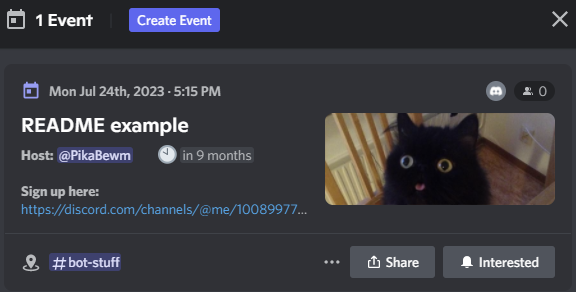 1 Event
Create Event
Mon Jul 24th, 2023 · 5:15 PM
0
README example
Host: @PikaBewm
in 9 months
Sign up here:
https://discord.com/channels/@me/10089977...
#bot-stuff
Share
Interested